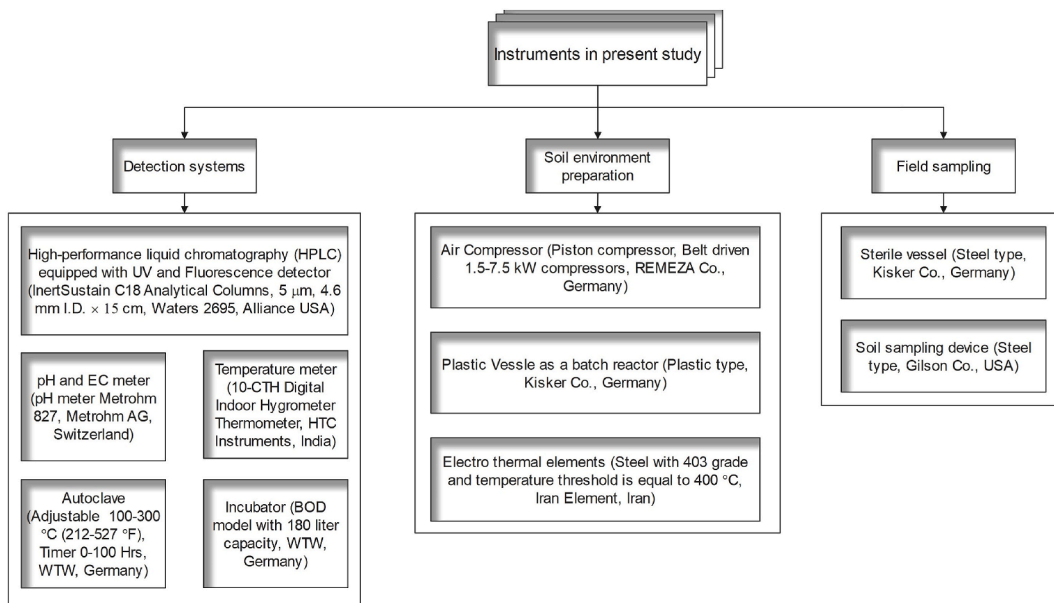 Instruments in present study
Detection systems
Soil environment
preparation
Field sampling
High-performance liquid chromatography (HPLC)
equipped with UV and Fluorescence detector
(InertSustain C18 Analytical Columns, 5 μm, 4.6
mm I.D. × 15 cm, Waters 2695, Alliance USA)
pH and EC meter
(pH meter Metrohm
827, Metrohm AG,
Switzerland)
Temperature meter
(10-CTH Digital
Indoor Hygrometer
Thermometer, HTC
Instruments, India)
Autoclave
(Adjustable 100-300
°C (212-527 °F),
Timer 0-100 Hrs,
WTW, Germany)
Incubator (BOD
model with 180 liter
capacity, WTW,
Germany)
Air Compressor (Piston compressor, Belt driven
1.5-7.5 kW compressors, REMEZA Co.,
Germany)
Plastic Vessle as a batch reactor (Plastic type,
Kisker Co., Germany)
Electro thermal elements (Steel with 403 grade
and temperature threshold is equal to 400 °C,
Iran Element, Iran)
Sterile vessel (Steel type,
Kisker Co., Germany)
Soil sampling device (Steel
type, Gilson Co., USA)